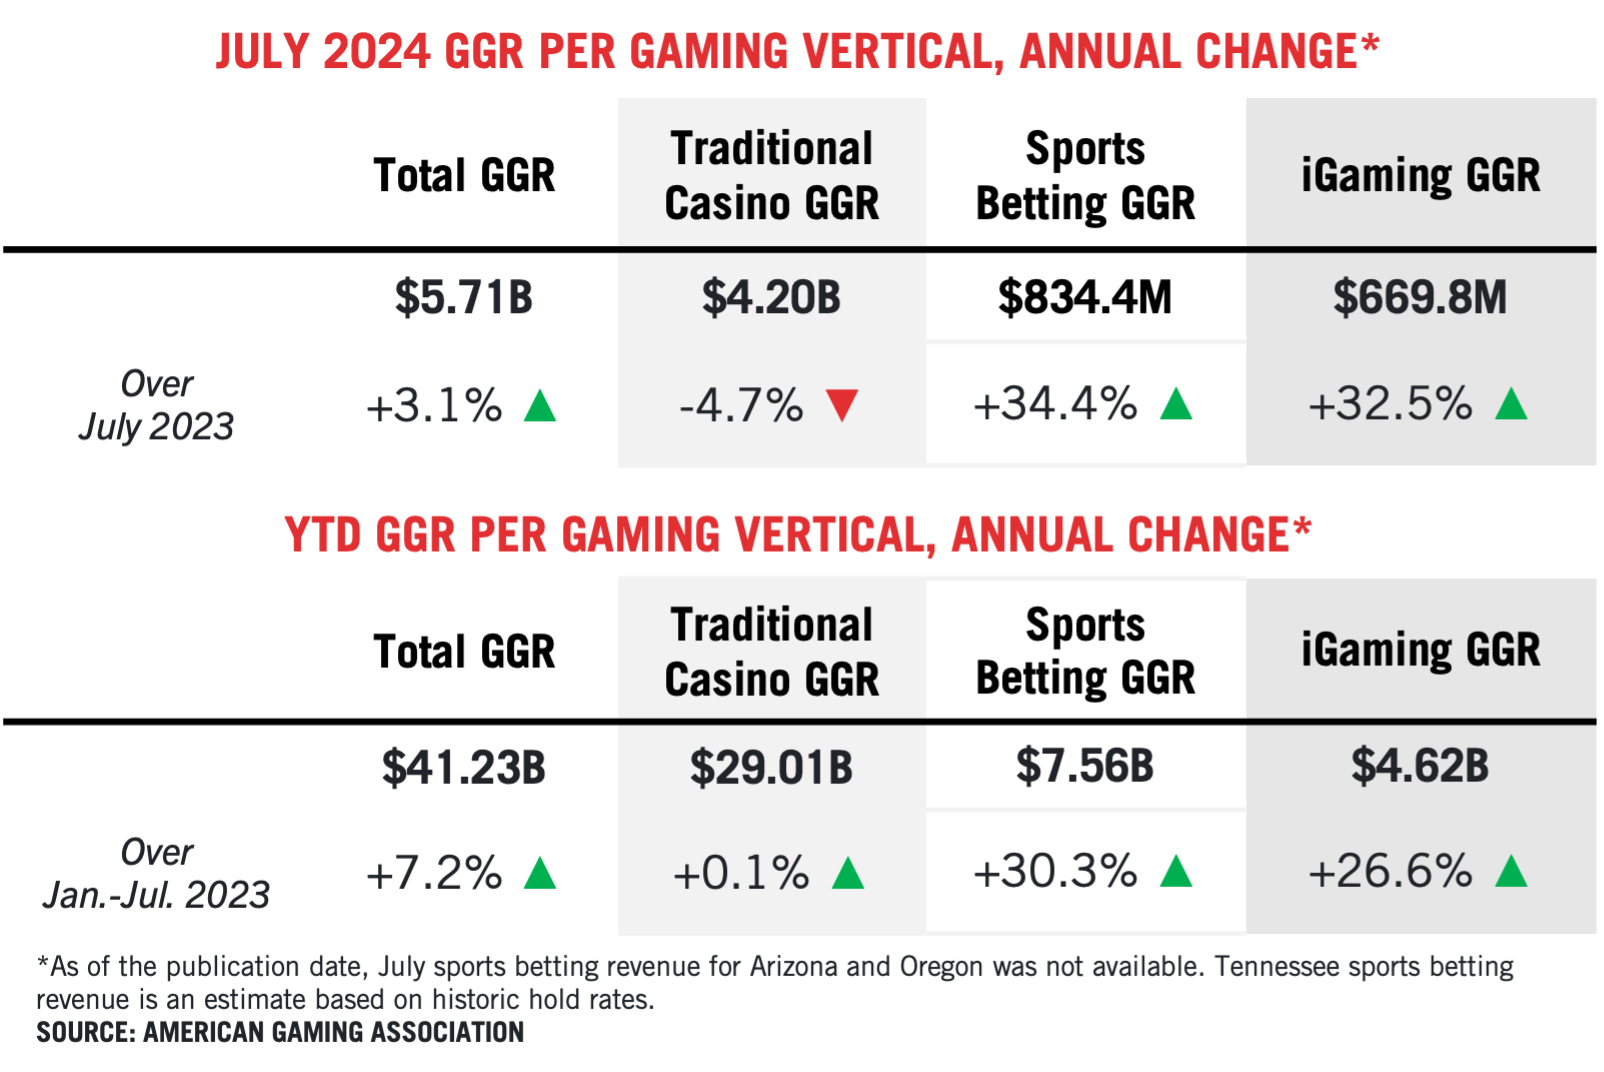 JULY 2024 GGR PER GAMING VERTICAL, ANNUAL CHANGE*
Total GGR
Traditional
Casino GGR
Sports
Betting GGR
iGaming GGR
$5.71B
$4.20B
$834.4M
$669.8M
Over
July 2023
+3.1% ▲
-4.7% ▼
+34.4% ▲
+32.5% ▲
YTD GGR PER GAMING VERTICAL, ANNUAL CHANGE*
Total GGR
Traditional
Casino GGR
Sports
Betting GGR
iGaming GGR
$41.23B
$29.01B
$7.56B
$4.62B
Over
Jan.-Jul. 2023
+7.2% ▲
+0.1% ▲
+30.3% ▲
+26.6% ▲
*As of the publication date, July sports betting revenue for Arizona and Oregon was not available. Tennessee sports betting
revenue is an estimate based on historic hold rates.
SOURCE: AMERICAN GAMING ASSOCIATION